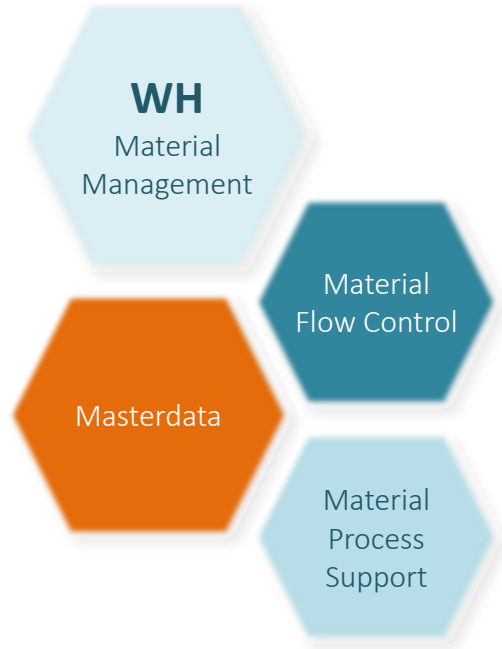 WH
Material
Management
Material
Flow Control
Masterdata
Material
Process
Support